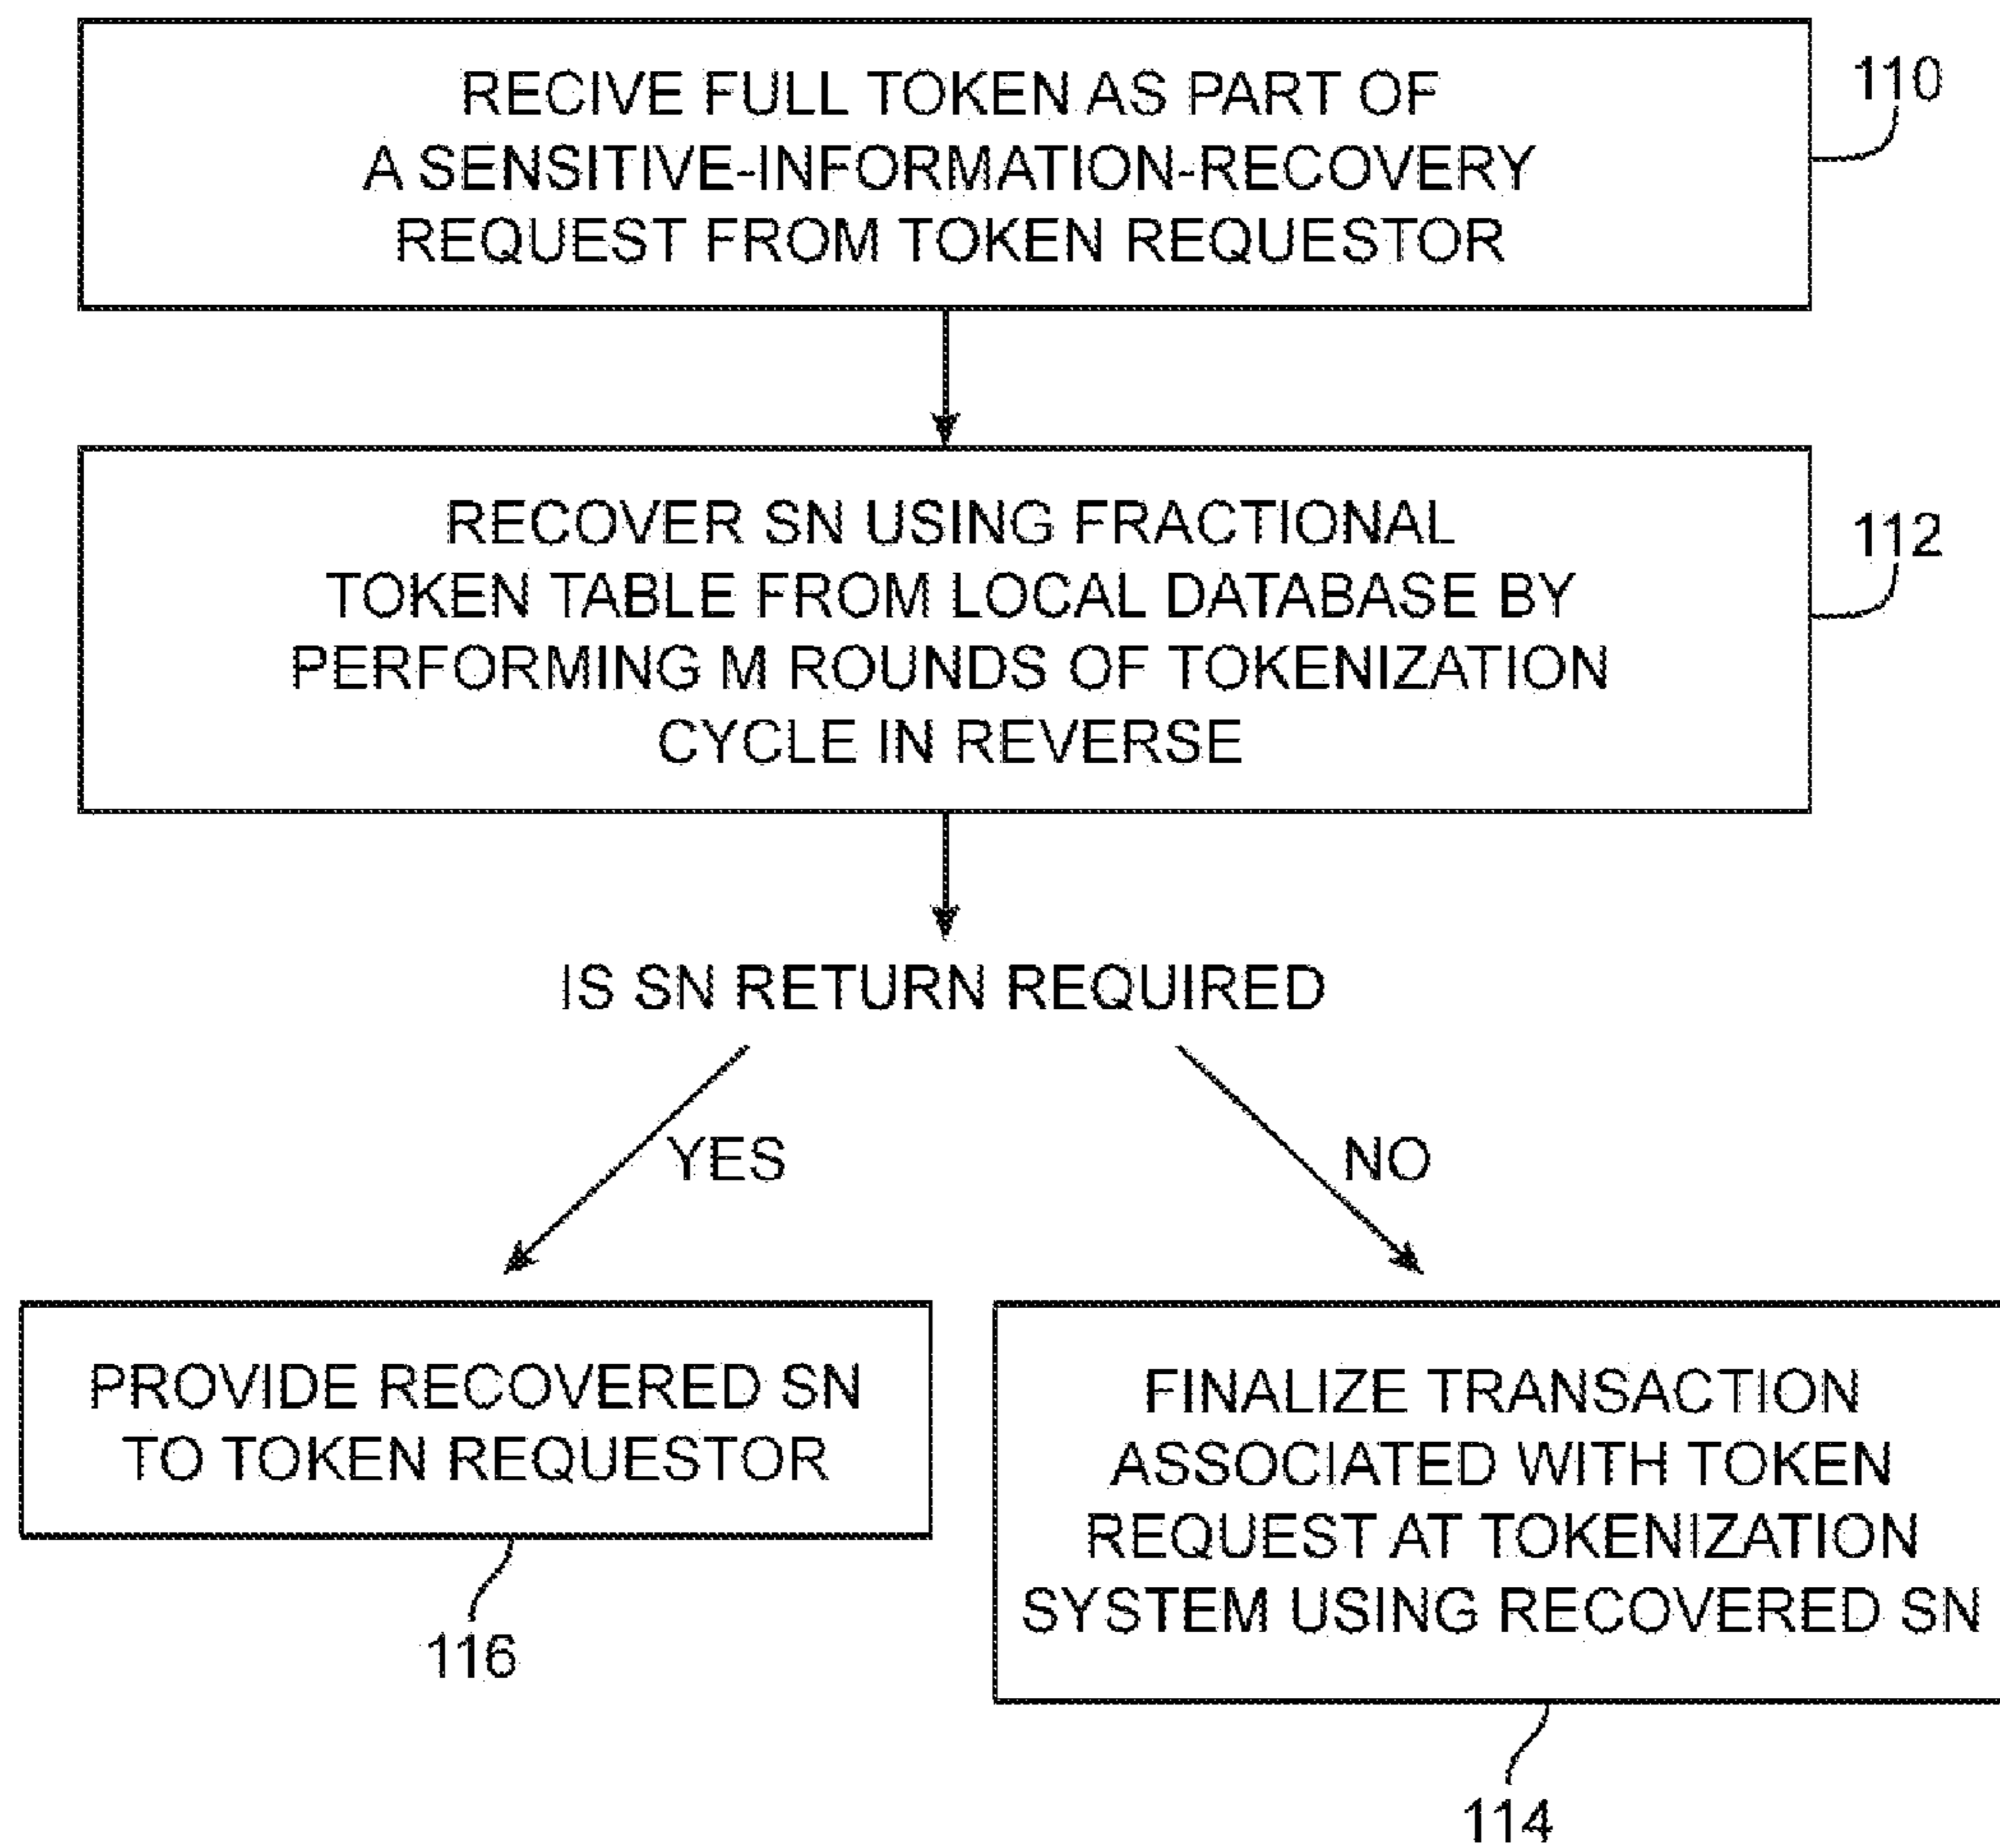 RECIVE FULL TOKEN AS PART OF
A SENSITIVE-INFORMATION-RECOVERY
REQUEST FROM TOKEN REQUESTOR
110
RECOVER SN USING FRACTIONAL
TOKEN TABLE FROM LOCAL DATABASE BY
PERFORMING M ROUNDS OF TOKENIZATION
CYCLE IN REVERSE
112
IS SN RETURN REQUIRED
YES
NO
PROVIDE RECOVERED SN
TO TOKEN REQUESTOR
116
FINALIZE TRANSACTION
ASSOCIATED WITH TOKEN
REQUEST AT TOKENIZATION
SYSTEM USING RECOVERED SN
114